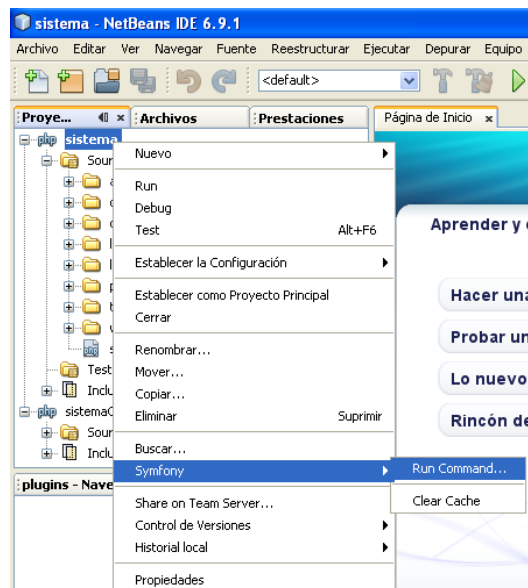 sistema - NetBeans IDE 6.9.1
Archivo Editar Ver Navegar Fuente Reestructurar Ejecutar Depurar Equipo
<default>
Proye... Archivos Prestaciones Página de Inicio
php sistema
Sour
Test
Inclu
php sistemaC
Sour
Inclu
plugins - Nave
Nuevo
Run
Debug
Test Alt+F6
Establecer la Configuración
Establecer como Proyecto Principal
Cerrar
Renombrar...
Mover...
Copiar...
Eliminar Suprimir
Buscar...
Symfony
Share on Team Server...
Control de Versiones
Historial local
Propiedades
Run Command...
Clear Cache
Aprender y
Hacer una
Probar un
Lo nuevo
Rincón de